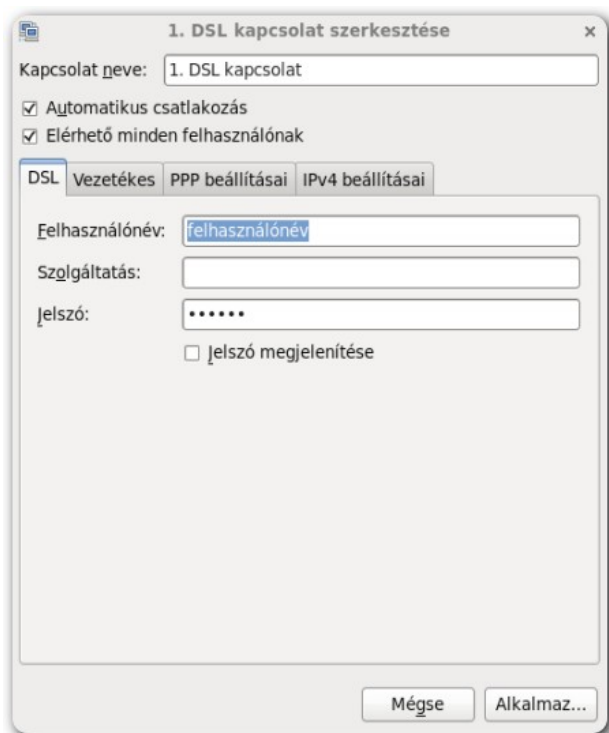 1. DSL kapcsolat szerkesztése
Kapcsolat neve: 1. DSL kapcsolat
Automatikus csatlakozás
Elérhető minden felhasználónak
DSL Vezetékes PPP beállításai IPv4 beállításai
Felhasználónév: felhasználónév
Szolgáltatás:
Jelszó: ••••••
Jelszó megjelenítése
Mégse Alkalmaz...